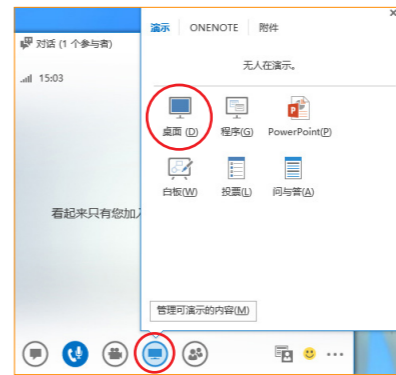 演示 ONENOTE 附件
对话 (1 个参与者)
无人在演示。
15:03
桌面 (D) 程序(G) PowerPoint(P)
白板(W) 投票(L) 问与答(A)
看起来只有您加
管理可演示的内容(M)